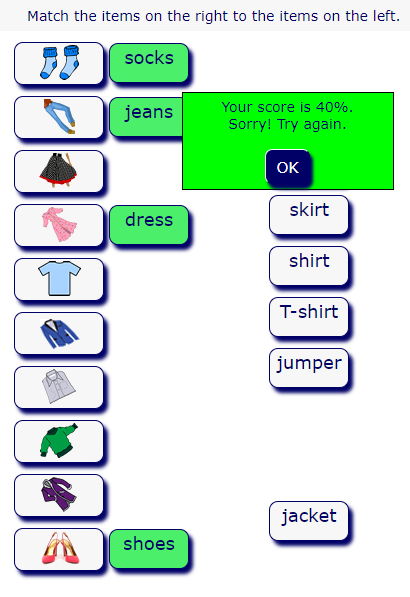 Match the items on the right to the items on the left.
socks
jeans
Your score is 40%.
Sorry! Try again.
OK
skirt
dress
shirt
T-shirt
jumper
jacket
shoes